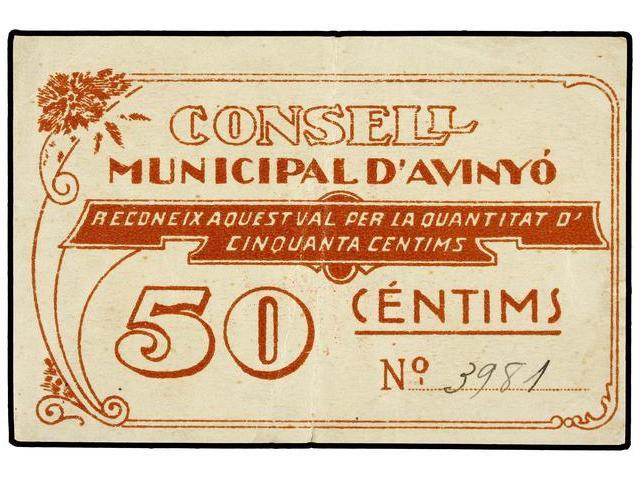 CONSELL
MUNICIPAL D'AVINYÓ
RECONEIX AQUEST VAL PER LA QUANTITAT D'
CINQUANTA CENTIMS
50 CÉNTIMS
Nº 3981